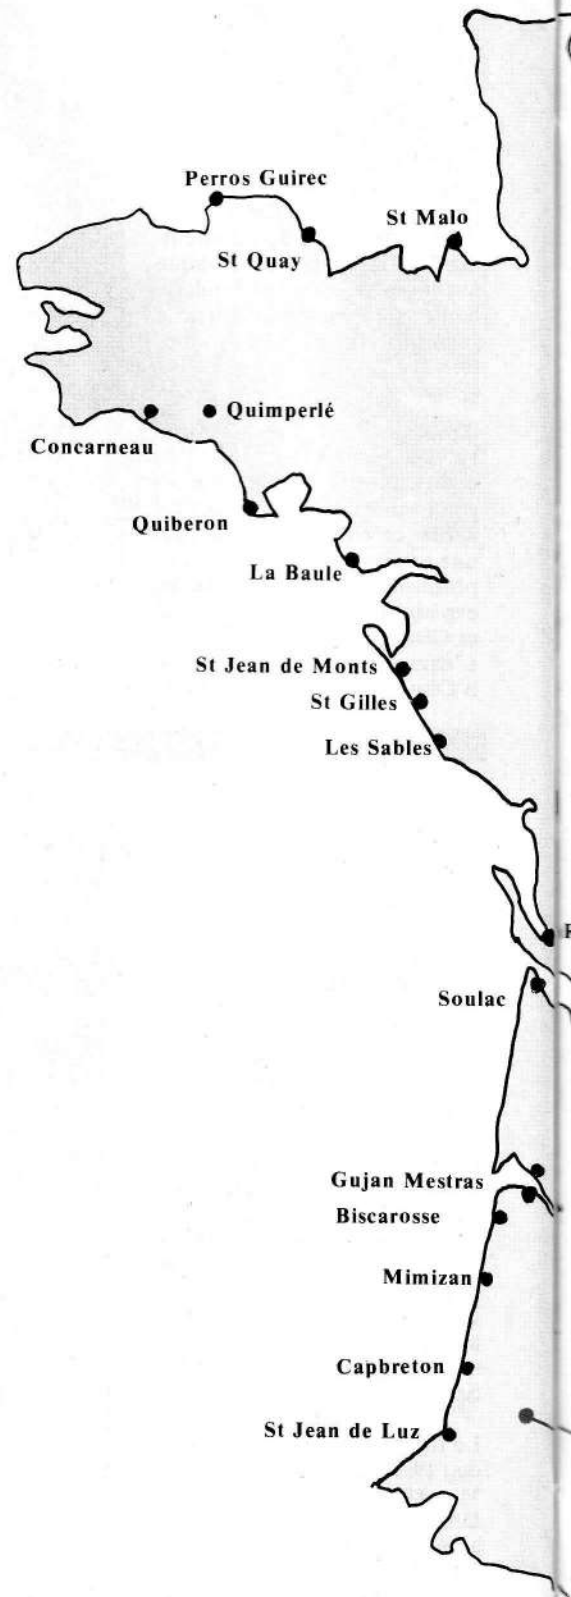 Perros Guirec
St Malo
St Quay
Quimperlé
Concarneau
Quiberon
La Baule
St Jean de Monts
St Gilles
Les Sables
Soulac
Gujan Mestras
Biscarosse
Mimizan
Capbreton
St Jean de Luz